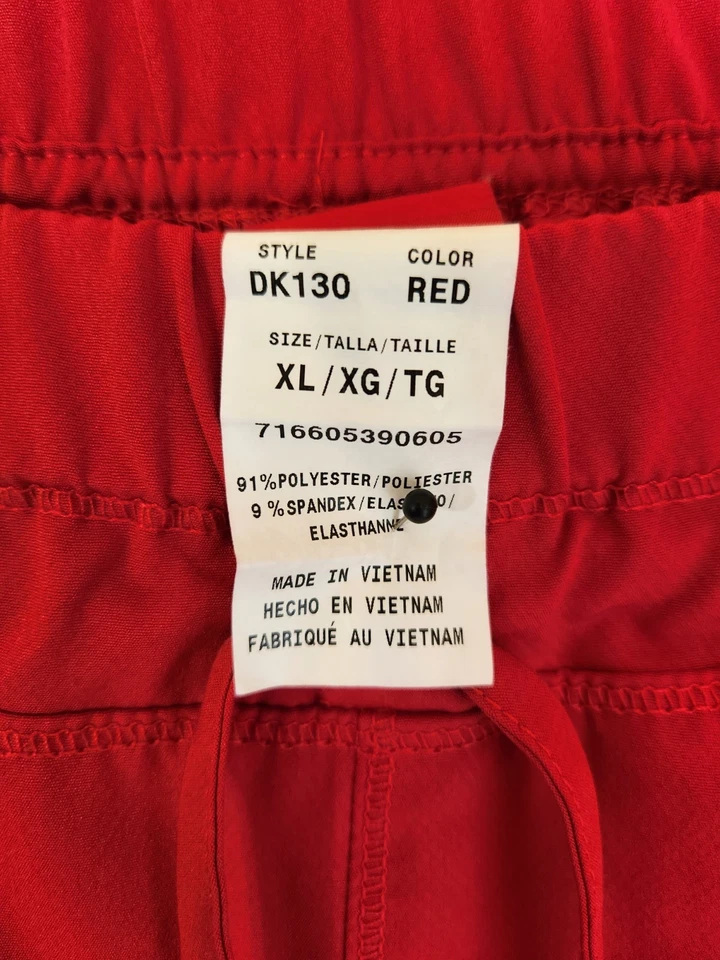 STYLE COLOR
DK130 RED
SIZE/TALLA/TAILLE
XL/XG/TG
716605390605
91%POLYESTER/POLIESTER
9%SPANDEX/
ELASTHANNE
MADE IN VIETNAM
HECHO EN VIETNAM
FABRIQUÉ AU VIETNAM